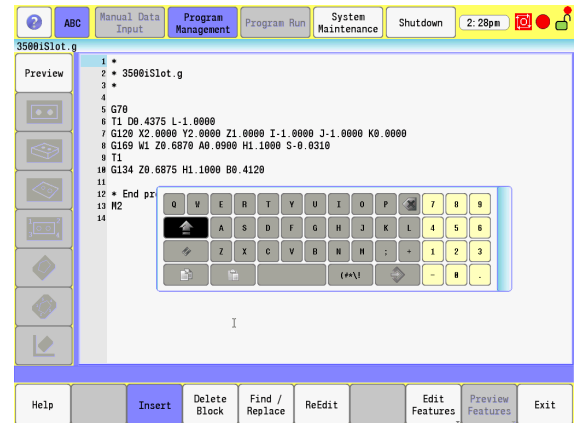 ? ABC Manual Data Input Program Management Program Run System Maintenance Shutdown 2:28pm
3500iSlot.g
Preview
1 *
2 * 3500iSlot.g
3 *
4
5 G70
6 T1 D0.4375 L-1.0000
7 G120 X2.0000 Y2.0000 Z1.0000 I-1.0000 J-1.0000 K0.0000
8 G169 W1 Z0.6870 A0.0900 H1.1000 S-0.0310
9 T1
10 G134 Z0.6875 H1.1000 B0.4120
11
12 * End pr
13 M2
14
Q W E R T Y U I O P 7 8 9
A S D F G H J K L 4 5 6
Z X C V B N M ; + 1 2 3
(#*\! - 0 .
Help Insert Delete Block Find / Replace ReEdit Edit Features Preview Features Exit